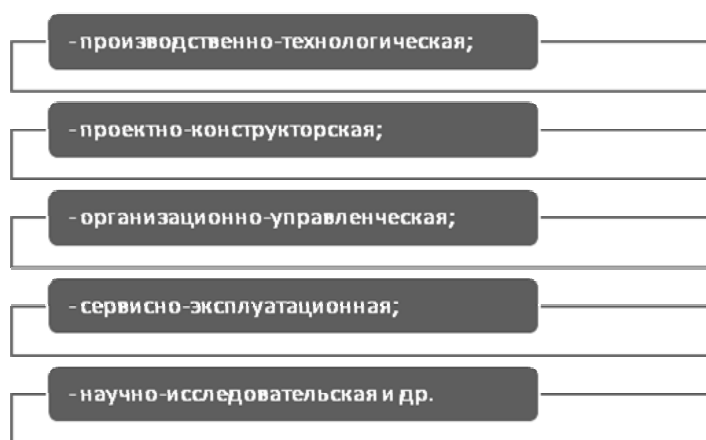 - производственно-технологическая;
- проектно-конструкторская;
- организационно-управленческая;
- сервисно-эксплуатационная;
- научно-исследовательская и др.